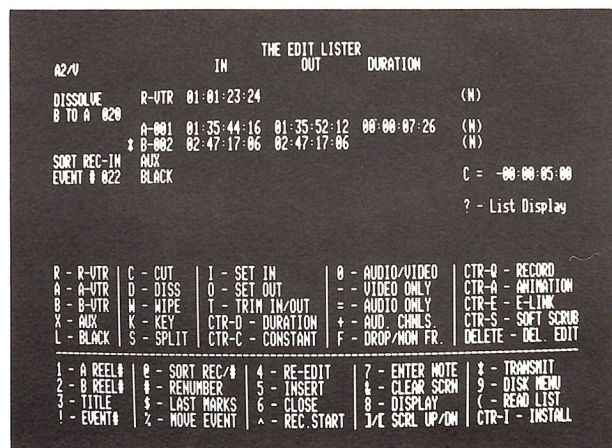 THE EDIT LISTER
A2/V IN OUT DURATION
DISSOLVE R-VTR 01:01:23:24 (N)
B TO A 020
A-001 01:35:44:16 01:35:52:12 00:00:07:26 (N)
* B-002 02:47:17:06 02:47:17:06 (N)
SORT REC-IN AUX
EVENT # 022 BLACK C = -00:00:05:00
? - List Display
R - R-VTR | C - CUT | I - SET IN | 0 - AUDIO/VIDEO | CTR-Q - RECORD
A - A-VTR | D - DISS | O - SET OUT | - - VIDEO ONLY | CTR-A - ANIMATION
B - B-VTR | W - WIPE | T - TRIM IN/OUT | = - AUDIO ONLY | CTR-E - E-LINK
X - AUX | K - KEY | CTR-D - DURATION | + - AUD. CHNLS. | CTR-S - SOFT SCRUB
L - BLACK | S - SPLIT | CTR-C - CONSTANT | F - DROP/NON FR. | DELETE - DEL. EDIT
1 - A REEL# | @ - SORT REC/# | 4 - RE-EDIT | 7 - ENTER NOTE | * - TRANSMIT
2 - B REEL# | # - RENUMBER | 5 - INSERT | & - CLEAR SCRN | 9 - DISK MENU
3 - TITLE | $ - LAST MARKS | 6 - CLOSE | 8 - DISPLAY | ( - READ LIST
! - EVENT# | % - MOVE EVENT | ^ - REC.START | ]/[ SCRL UP/DN | CTR-I - INSTALL